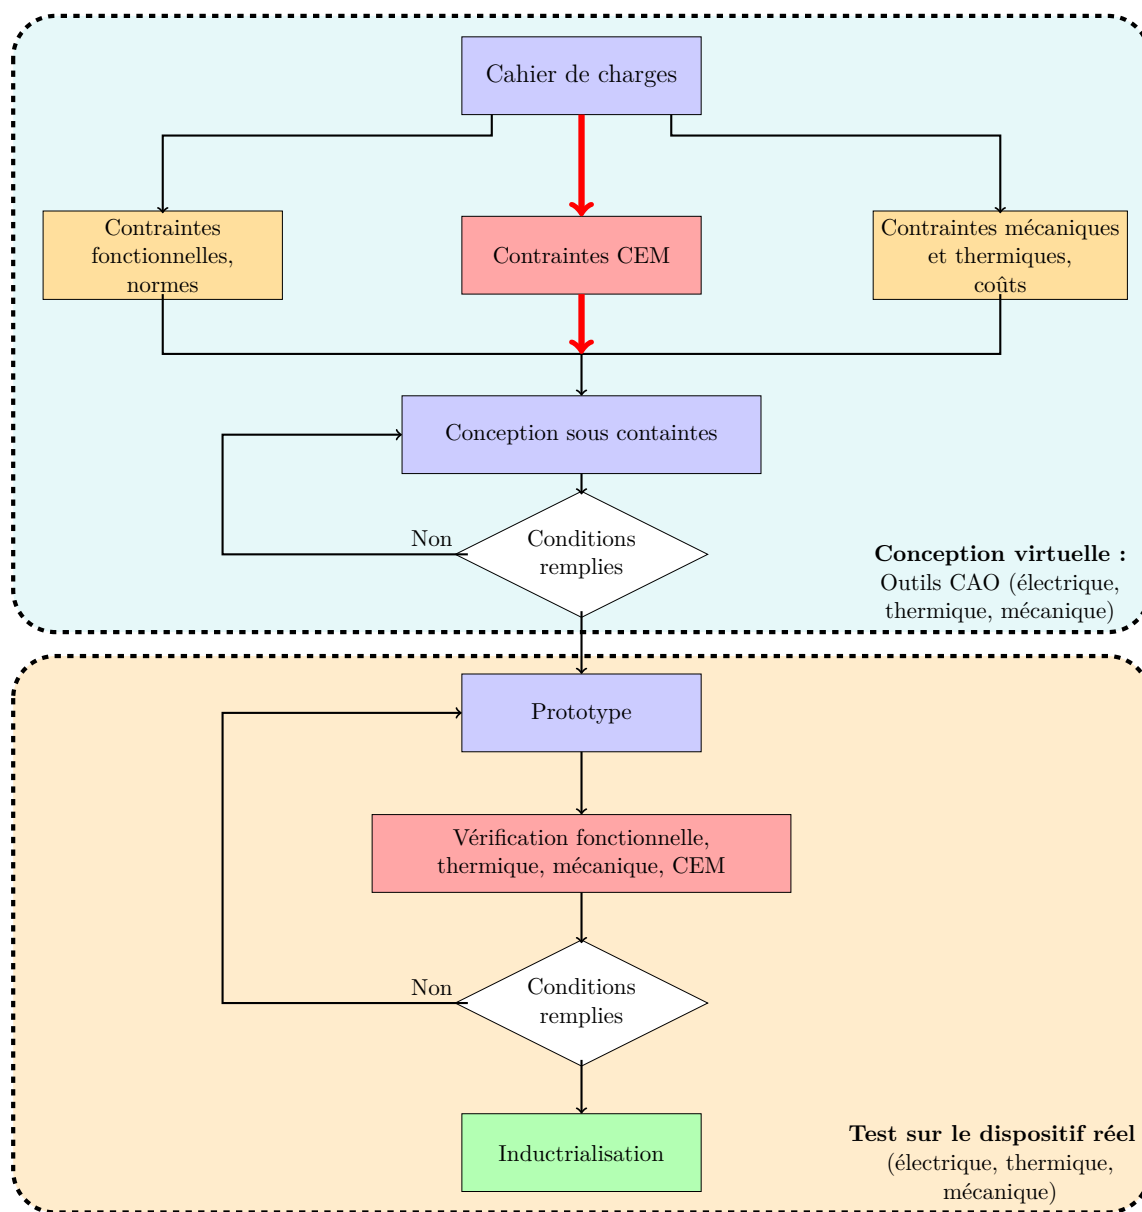 Cahier de charges
Contraintes
fonctionnelles,
normes
Contraintes CEM
Contraintes mécaniques
et thermiques,
coûts
Conception sous containtes
Non
Conditions
remplies
Conception virtuelle :
Outils CAO (électrique,
thermique, mécanique)
Prototype
Vérification fonctionnelle,
thermique, mécanique, CEM
Non
Conditions
remplies
Inductrialisation
Test sur le dispositif réel
(électrique, thermique,
mécanique)